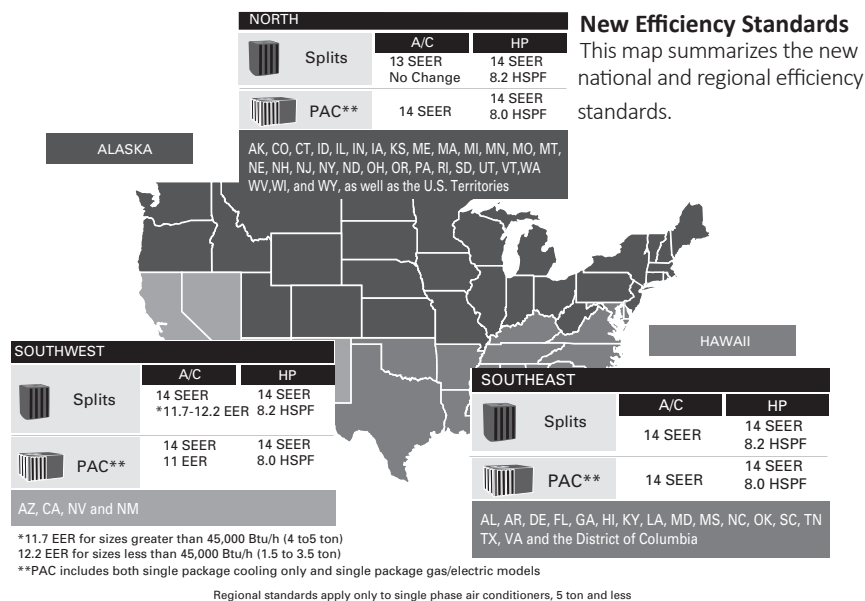 New Efficiency Standards
This map summarizes the new
national and regional efficiency
standards.
NORTH
A/C HP
Splits 13 SEER 14 SEER
No Change 8.2 HSPF
PAC** 14 SEER 14 SEER
8.0 HSPF
AK, CO, CT, ID, IL, IN, IA, KS, ME, MA, MI, MN, MO, MT,
NE, NH, NJ, NY, ND, OH, OR, PA, RI, SD, UT, VT,WA
WV,WI, and WY, as well as the U.S. Territories
ALASKA
HAWAII
SOUTHWEST
A/C HP
Splits 14 SEER 14 SEER
*11.7-12.2 EER 8.2 HSPF
PAC** 14 SEER 14 SEER
11 EER 8.0 HSPF
AZ, CA, NV and NM
SOUTHEAST
A/C HP
Splits 14 SEER 14 SEER
8.2 HSPF
PAC** 14 SEER 14 SEER
8.0 HSPF
AL, AR, DE, FL, GA, HI, KY, LA, MD, MS, NC, OK, SC, TN
TX, VA and the District of Columbia
*11.7 EER for sizes greater than 45,000 Btu/h (4 to5 ton)
12.2 EER for sizes less than 45,000 Btu/h (1.5 to 3.5 ton)
**PAC includes both single package cooling only and single package gas/electric models
Regional standards apply only to single phase air conditioners, 5 ton and less